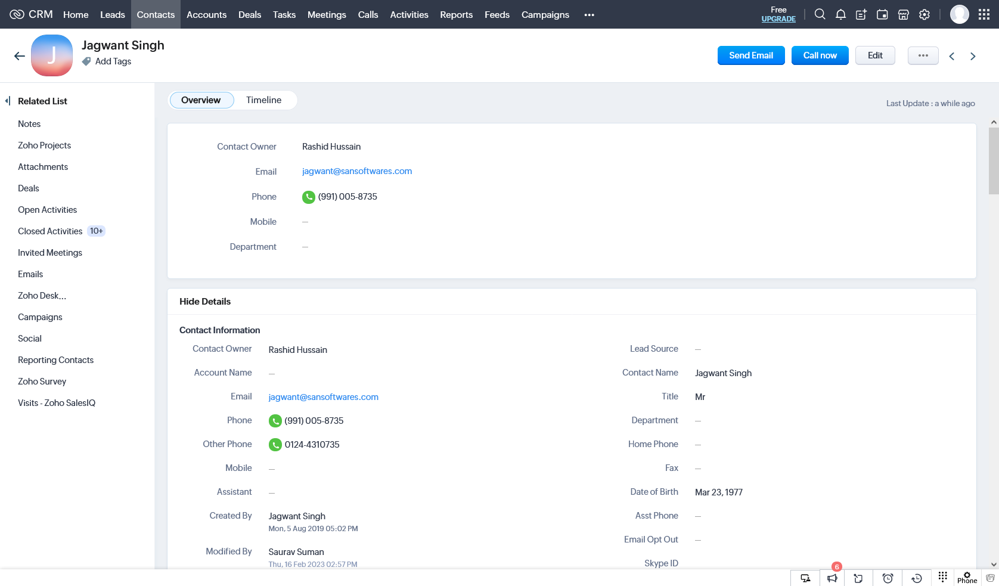 CRM Home Leads Contacts Accounts Deals Tasks Meetings Calls Activities Reports Feeds Campaigns ••• Free
UPGRADE
J
Jagwant Singh
Add Tags
Send Email Call now Edit •••
Related List
Notes
Zoho Projects
Attachments
Deals
Open Activities
Closed Activities 10+
Invited Meetings
Emails
Zoho Desk...
Campaigns
Social
Reporting Contacts
Zoho Survey
Visits - Zoho SalesIQ
Overview Timeline
Last Update : a while ago
Contact Owner Rashid Hussain
Email jagwant@sansoftwares.com
Phone (991) 005-8735
Mobile —
Department —
Hide Details
Contact Information
Contact Owner Rashid Hussain
Account Name —
Email jagwant@sansoftwares.com
Phone (991) 005-8735
Other Phone 0124-4310735
Mobile —
Assistant —
Created By Jagwant Singh
Mon, 5 Aug 2019 05:02 PM
Modified By Saurav Suman
Thu, 16 Feb 2023 02:57 PM
Lead Source —
Contact Name Jagwant Singh
Title Mr
Department —
Home Phone —
Fax —
Date of Birth Mar 23, 1977
Asst Phone —
Email Opt Out —
Skype ID
6
Phone